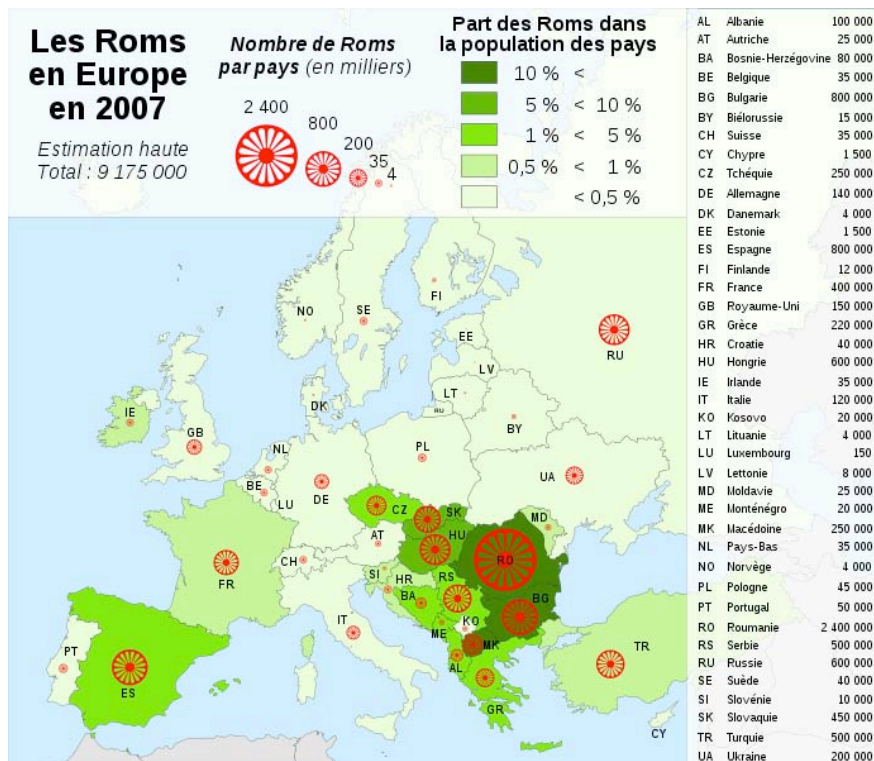 Les Roms
en Europe
en 2007
Estimation haute
Total : 9 175 000
Nombre de Roms
par pays (en milliers)
2 400
800
200
35
4
Part des Roms dans
la population des pays
10 % <
5 % < 10 %
1 % < 5 %
0,5 % < 1 %
< 0,5 %
NO
SE
FI
RU
EE
LV
LT
RU
DK
BY
IE
GB
NL
BE
LU
DE
PL
UA
CZ
SK
AT
HU
MD
CH
FR
SI
HR
RS
RO
BA
BG
IT
ME
KO
MK
AL
PT
ES
GR
TR
CY
AL Albanie 100 000
AT Autriche 25 000
BA Bosnie-Herzégovine 80 000
BE Belgique 35 000
BG Bulgarie 800 000
BY Biélorussie 15 000
CH Suisse 35 000
CY Chypre 1 500
CZ Tchéquie 250 000
DE Allemagne 140 000
DK Danemark 4 000
EE Estonie 1 500
ES Espagne 800 000
FI Finlande 12 000
FR France 400 000
GB Royaume-Uni 150 000
GR Grèce 220 000
HR Croatie 40 000
HU Hongrie 600 000
IE Irlande 35 000
IT Italie 120 000
KO Kosovo 20 000
LT Lituanie 4 000
LU Luxembourg 150
LV Lettonie 8 000
MD Moldavie 25 000
ME Monténégro 20 000
MK Macédoine 250 000
NL Pays-Bas 35 000
NO Norvège 4 000
PL Pologne 45 000
PT Portugal 50 000
RO Roumanie 2 400 000
RS Serbie 500 000
RU Russie 600 000
SE Suède 40 000
SI Slovénie 10 000
SK Slovaquie 450 000
TR Turquie 500 000
UA Ukraine 200 000